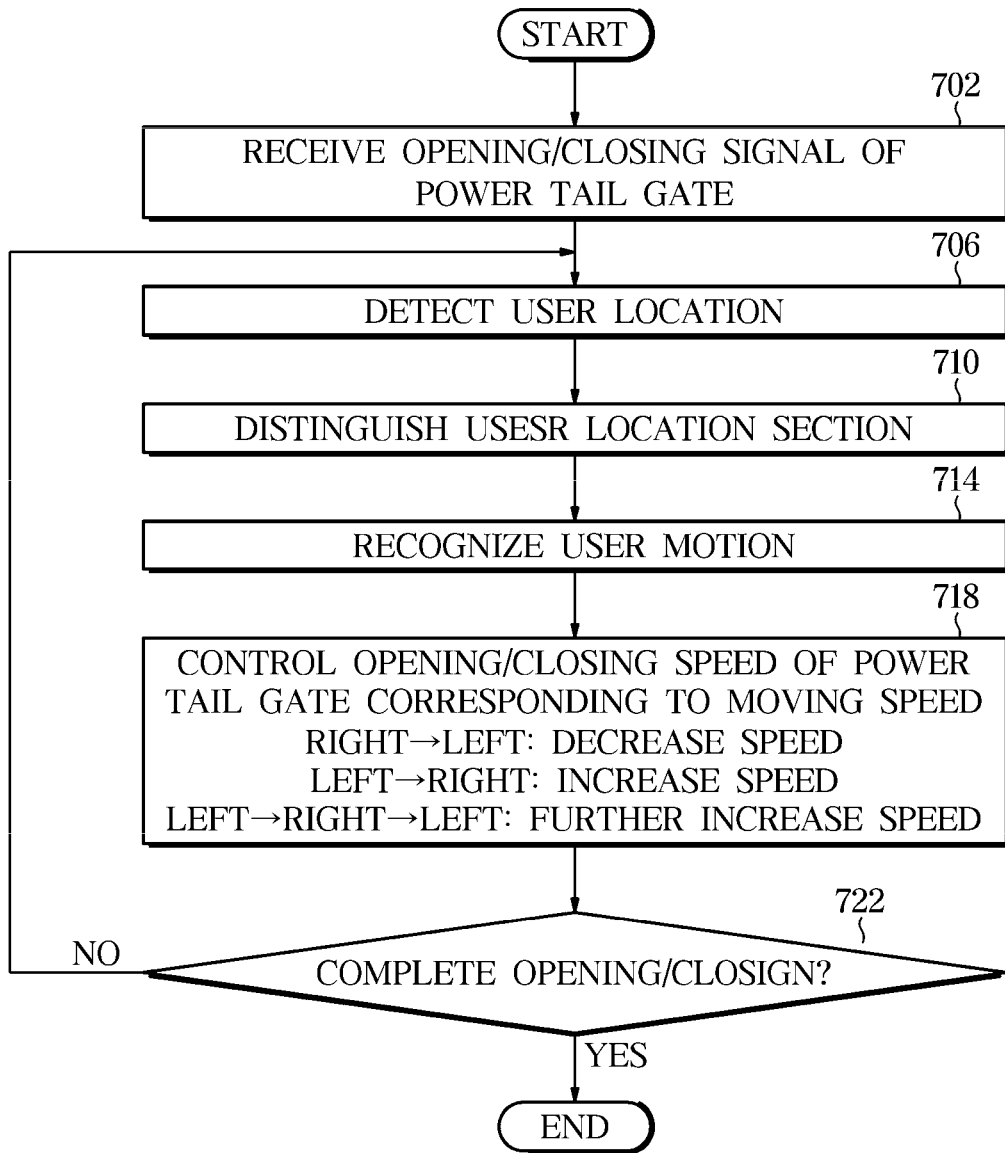 START
702
RECEIVE OPENING/CLOSING SIGNAL OF
POWER TAIL GATE
706
DETECT USER LOCATION
710
DISTINGUISH USESR LOCATION SECTION
714
RECOGNIZE USER MOTION
718
CONTROL OPENING/CLOSING SPEED OF POWER
TAIL GATE CORRESPONDING TO MOVING SPEED
RIGHT→LEFT: DECREASE SPEED
LEFT→RIGHT: INCREASE SPEED
LEFT→RIGHT→LEFT: FURTHER INCREASE SPEED
722
NO
COMPLETE OPENING/CLOSIGN?
YES
END